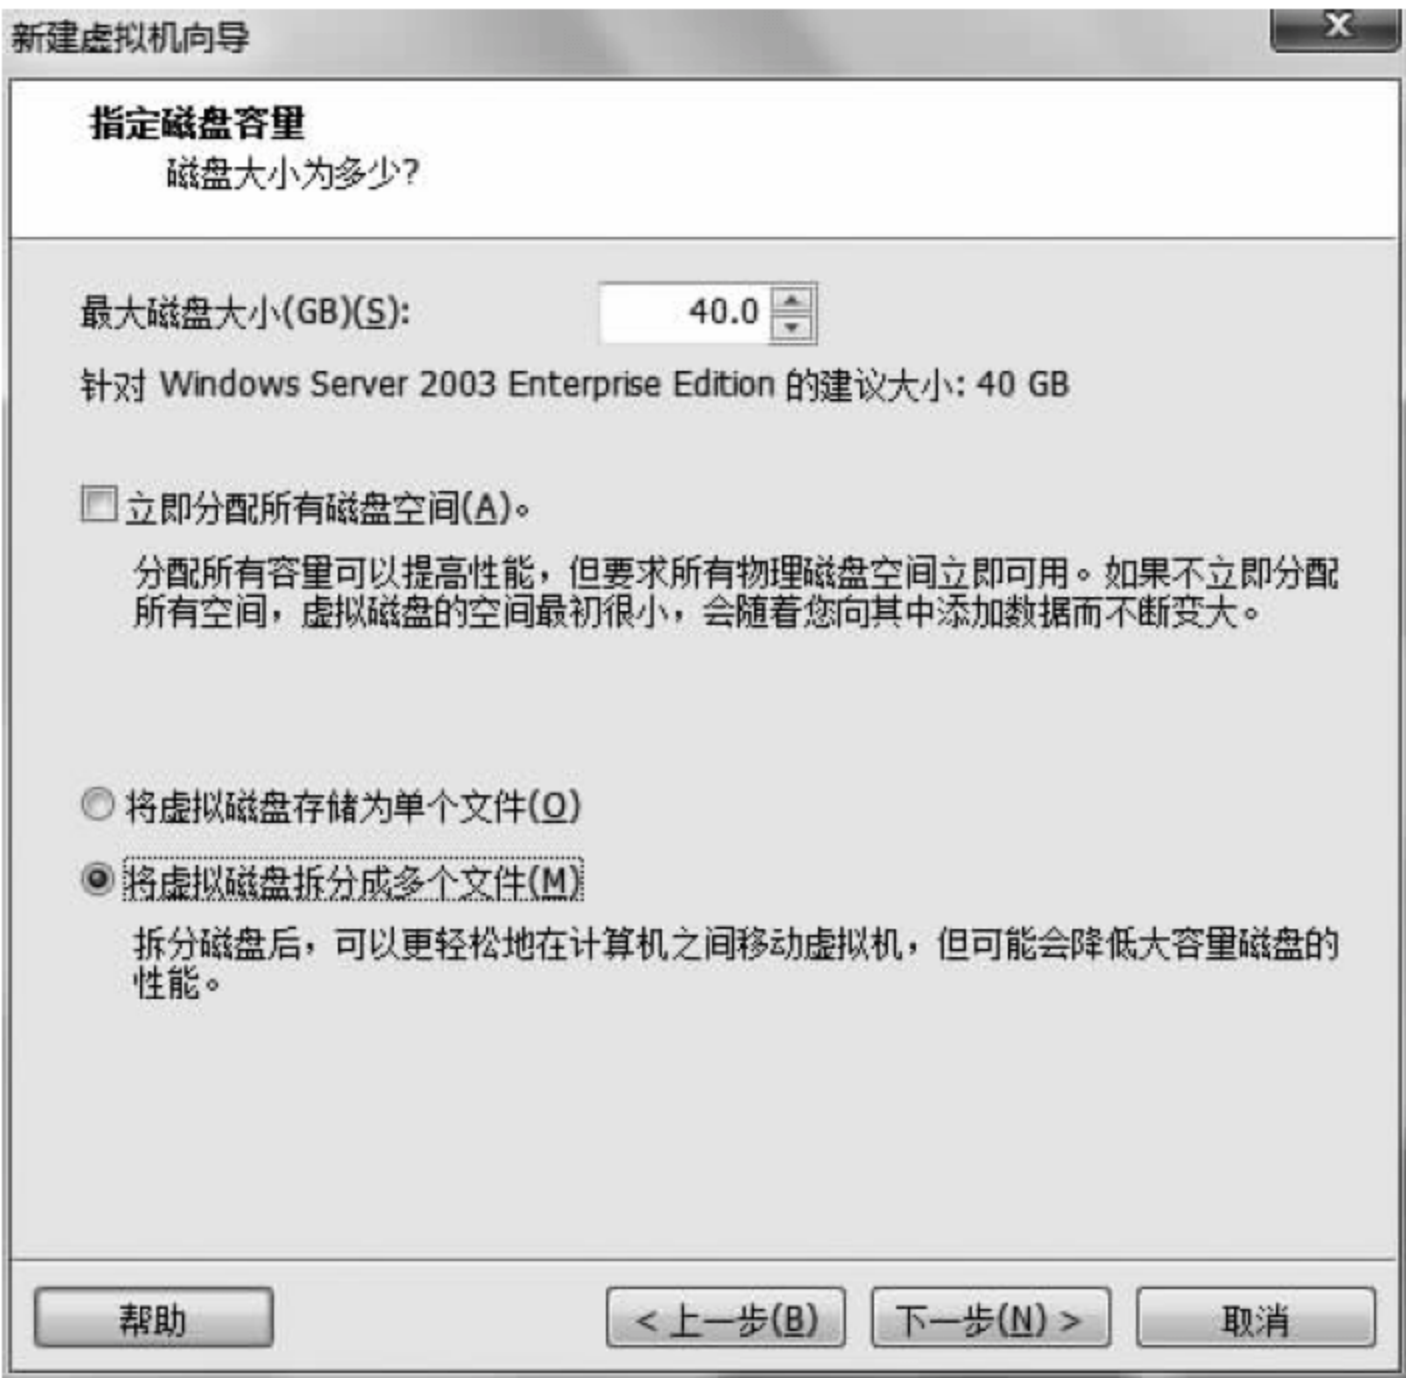 新建虚拟机向导
X
指定磁盘容量
磁盘大小为多少?
最大磁盘大小(GB)(S): 40.0
针对 Windows Server 2003 Enterprise Edition 的建议大小: 40 GB
立即分配所有磁盘空间(A)。
分配所有容量可以提高性能，但要求所有物理磁盘空间立即可用。如果不立即分配
所有空间，虚拟磁盘的空间最初很小，会随着您向其中添加数据而不断变大。
将虚拟磁盘存储为单个文件(O)
将虚拟磁盘拆分成多个文件(M)
拆分磁盘后，可以更轻松地在计算机之间移动虚拟机，但可能会降低大容量磁盘的
性能。
帮助 < 上一步(B) 下一步(N) > 取消